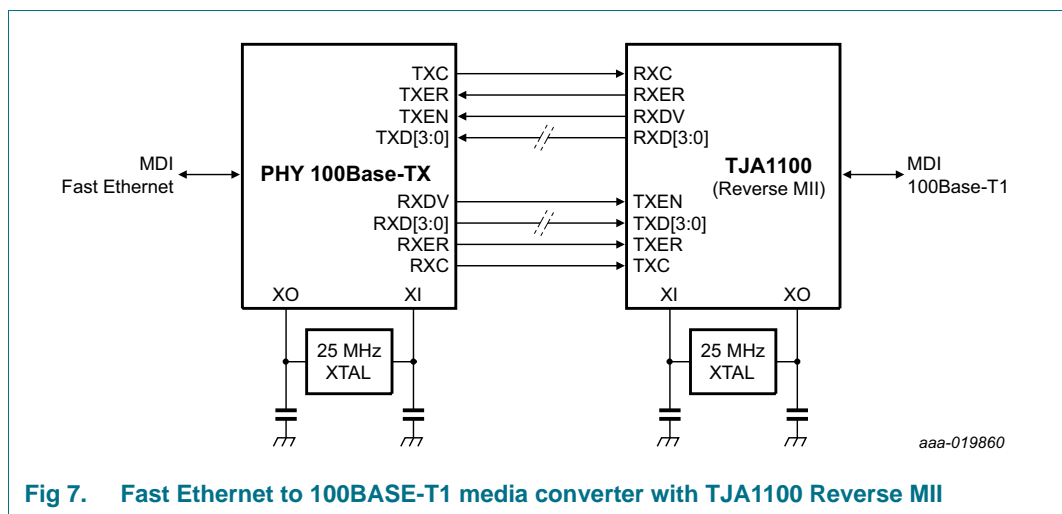 TXC
TXER
TXEN
TXD[3:0]
RXC
RXER
RXDV
RXD[3:0]
MDI
Fast Ethernet
PHY 100Base-TX
TJA1100
(Reverse MII)
MDI
100Base-T1
RXDV
RXD[3:0]
RXER
RXC
TXEN
TXD[3:0]
TXER
TXC
XO
XI
XI
XO
25 MHz
XTAL
25 MHz
XTAL
aaa-019860
Fig 7. Fast Ethernet to 100BASE-T1 media converter with TJA1100 Reverse MII